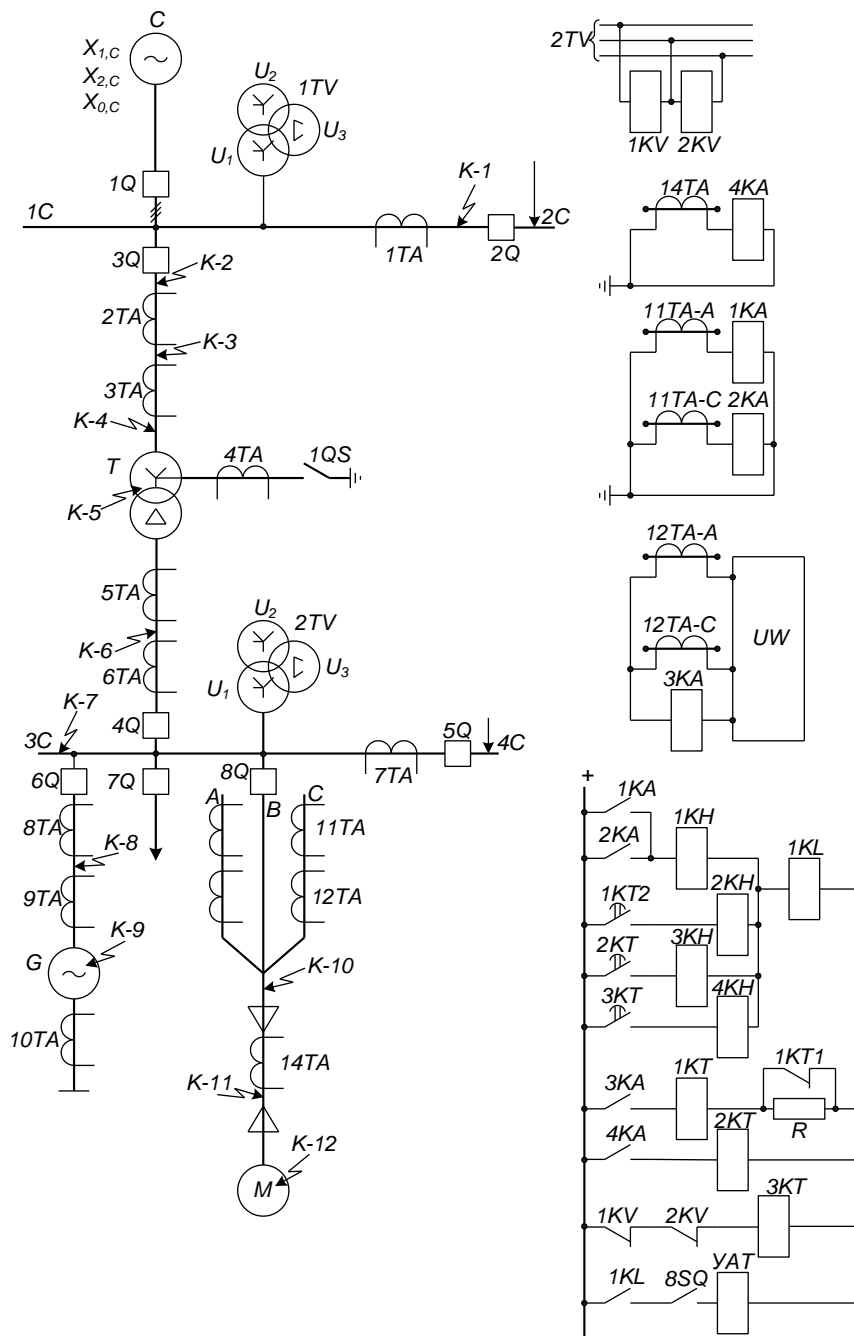 C
X1,C
X2,C
X0,C
U2
1TV
U3
U1
K-1
1Q
1C
2C
1TA
2Q
3Q
K-2
2TA
K-3
3TA
K-4
T
4TA
1QS
K-5
5TA
K-6
6TA
U2
2TV
U3
U1
K-7
4Q
3C
5Q
4C
7TA
6Q
7Q
8Q
A
B
C
8TA
11TA
K-8
9TA
12TA
G
K-9
K-10
10TA
14TA
K-11
K-12
M
2TV
1KV
2KV
14TA
4KA
11TA-A
1KA
11TA-C
2KA
12TA-A
12TA-C
UW
3KA
+
1KA
1KH
2KA
1KL
1KT2
2KH
2KT
3KH
3KT
4KH
3KA
1KT
1KT1
R
4KA
2KT
3KT
1KV
2KV
1KL
8SQ
УАТ